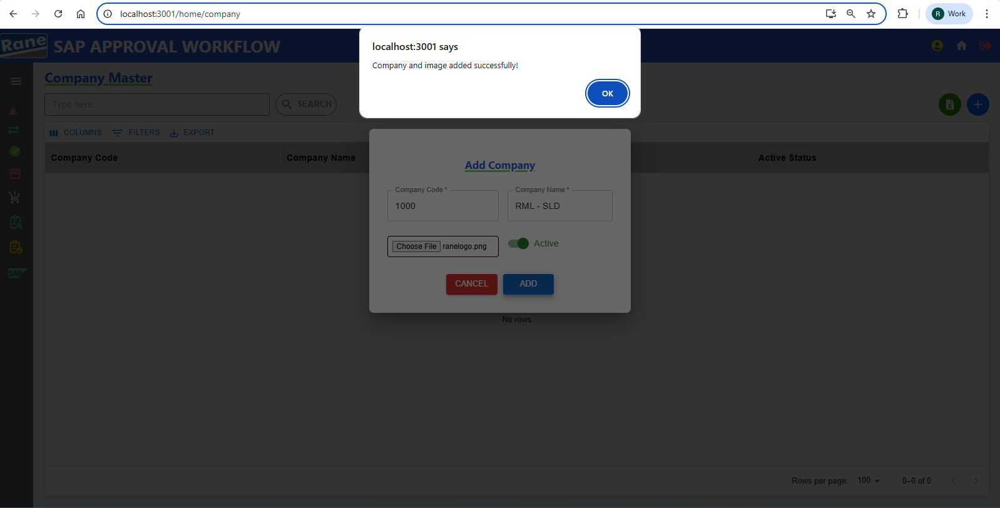 localhost:3001/home/company
R Work
localhost:3001 says
Company and image added successfully!
OK
Rane SAP APPROVAL WORKFLOW
Company Master
Type here...
SEARCH
COLUMNS FILTERS EXPORT
Company Code Company Name Active Status
Add Company
Company Code * Company Name *
1000 RML - SLD
Choose File ranelogo.png Active
CANCEL ADD
No rows
SAP
Rows per page: 100 0–0 of 0